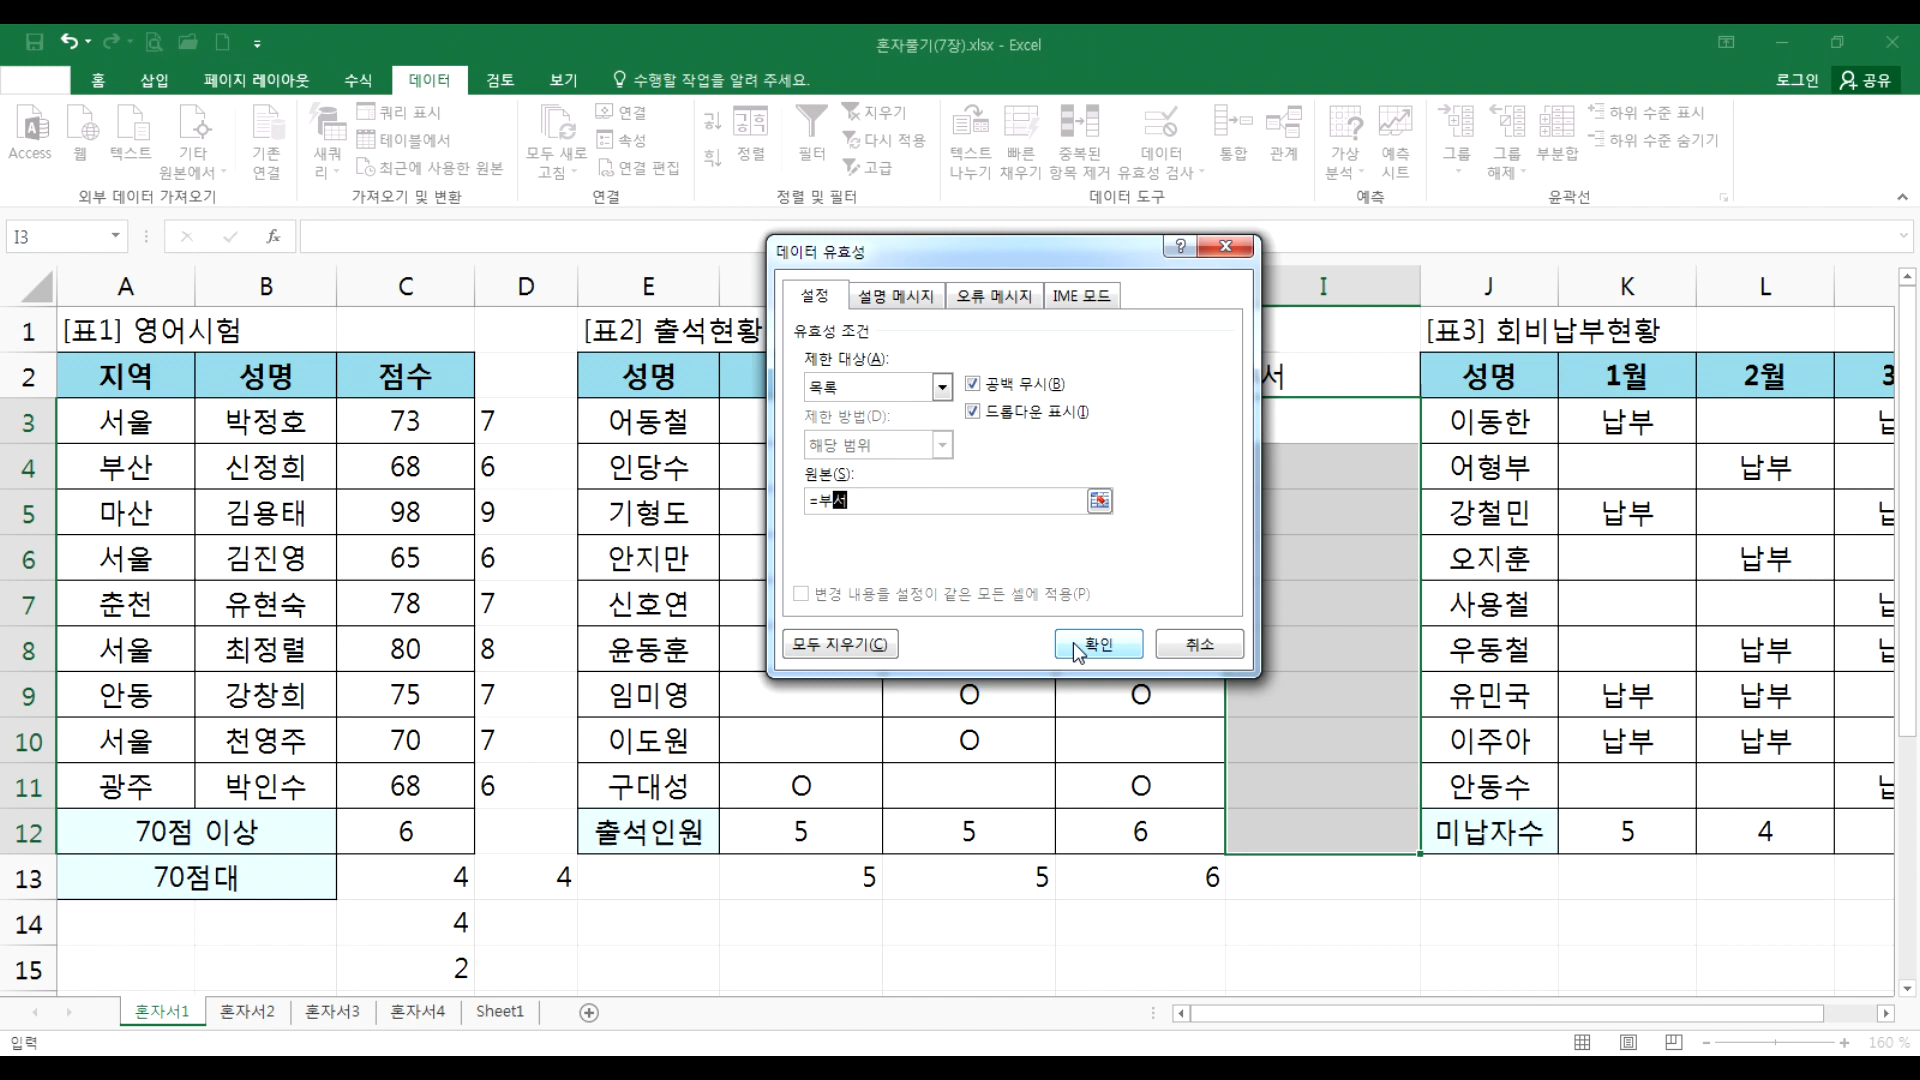 혼자풀기(7장).xlsx - Excel
홈 삽입 페이지 레이아웃 수식 데이터 검토 보기 수행할 작업을 알려 주세요. 로그인 공유
Access 웹 텍스트 기타 원본에서 기존 연결 새쿼리 쿼리 표시 테이블에서 최근에 사용한 원본 모두 새로 고침 연결 속성 연결 편집 정렬 필터 지우기 다시 적용 고급 텍스트 나누기 빠른 채우기 중복된 항목 제거 데이터 유효성 검사 통합 관계 가상 분석 예측 시트 그룹 그룹 해제 부분합 하위 수준 표시 하위 수준 숨기기
외부 데이터 가져오기 가져오기 및 변환 연결 정렬 및 필터 데이터 도구 예측 윤곽선
I3 fx
데이터 유효성
설정 설명 메시지 오류 메시지 IME 모드
유효성 조건
제한 대상(A):
목록 공백 무시(B)
드롭다운 표시(I)
제한 방법(D):
해당 범위
원본(S):
=부서
변경 내용을 설정이 같은 모든 셀에 적용(P)
모두 지우기(C) 확인 취소
A B C D E I J K L
1 [표1] 영어시험 [표2] 출석현황 [표3] 회비납부현황
2 지역 성명 점수 성명 서 성명 1월 2월 3
3 서울 박정호 73 7 어동철 이동한 납부
4 부산 신정희 68 6 인당수 어형부 납부
5 마산 김용태 98 9 기형도 강철민 납부
6 서울 김진영 65 6 안지만 오지훈 납부
7 춘천 유현숙 78 7 신호연 사용철
8 서울 최정렬 80 8 윤동훈 우동철 납부
9 안동 강창희 75 7 임미영 O O 유민국 납부 납부
10 서울 천영주 70 7 이도원 O 이주아 납부 납부
11 광주 박인수 68 6 구대성 O O 안동수
12 70점 이상 6 출석인원 5 5 6 미납자수 5 4
13 70점대 4 4 5 5 6
14 4
15 2
혼자서1 혼자서2 혼자서3 혼자서4 Sheet1
입력 160 %